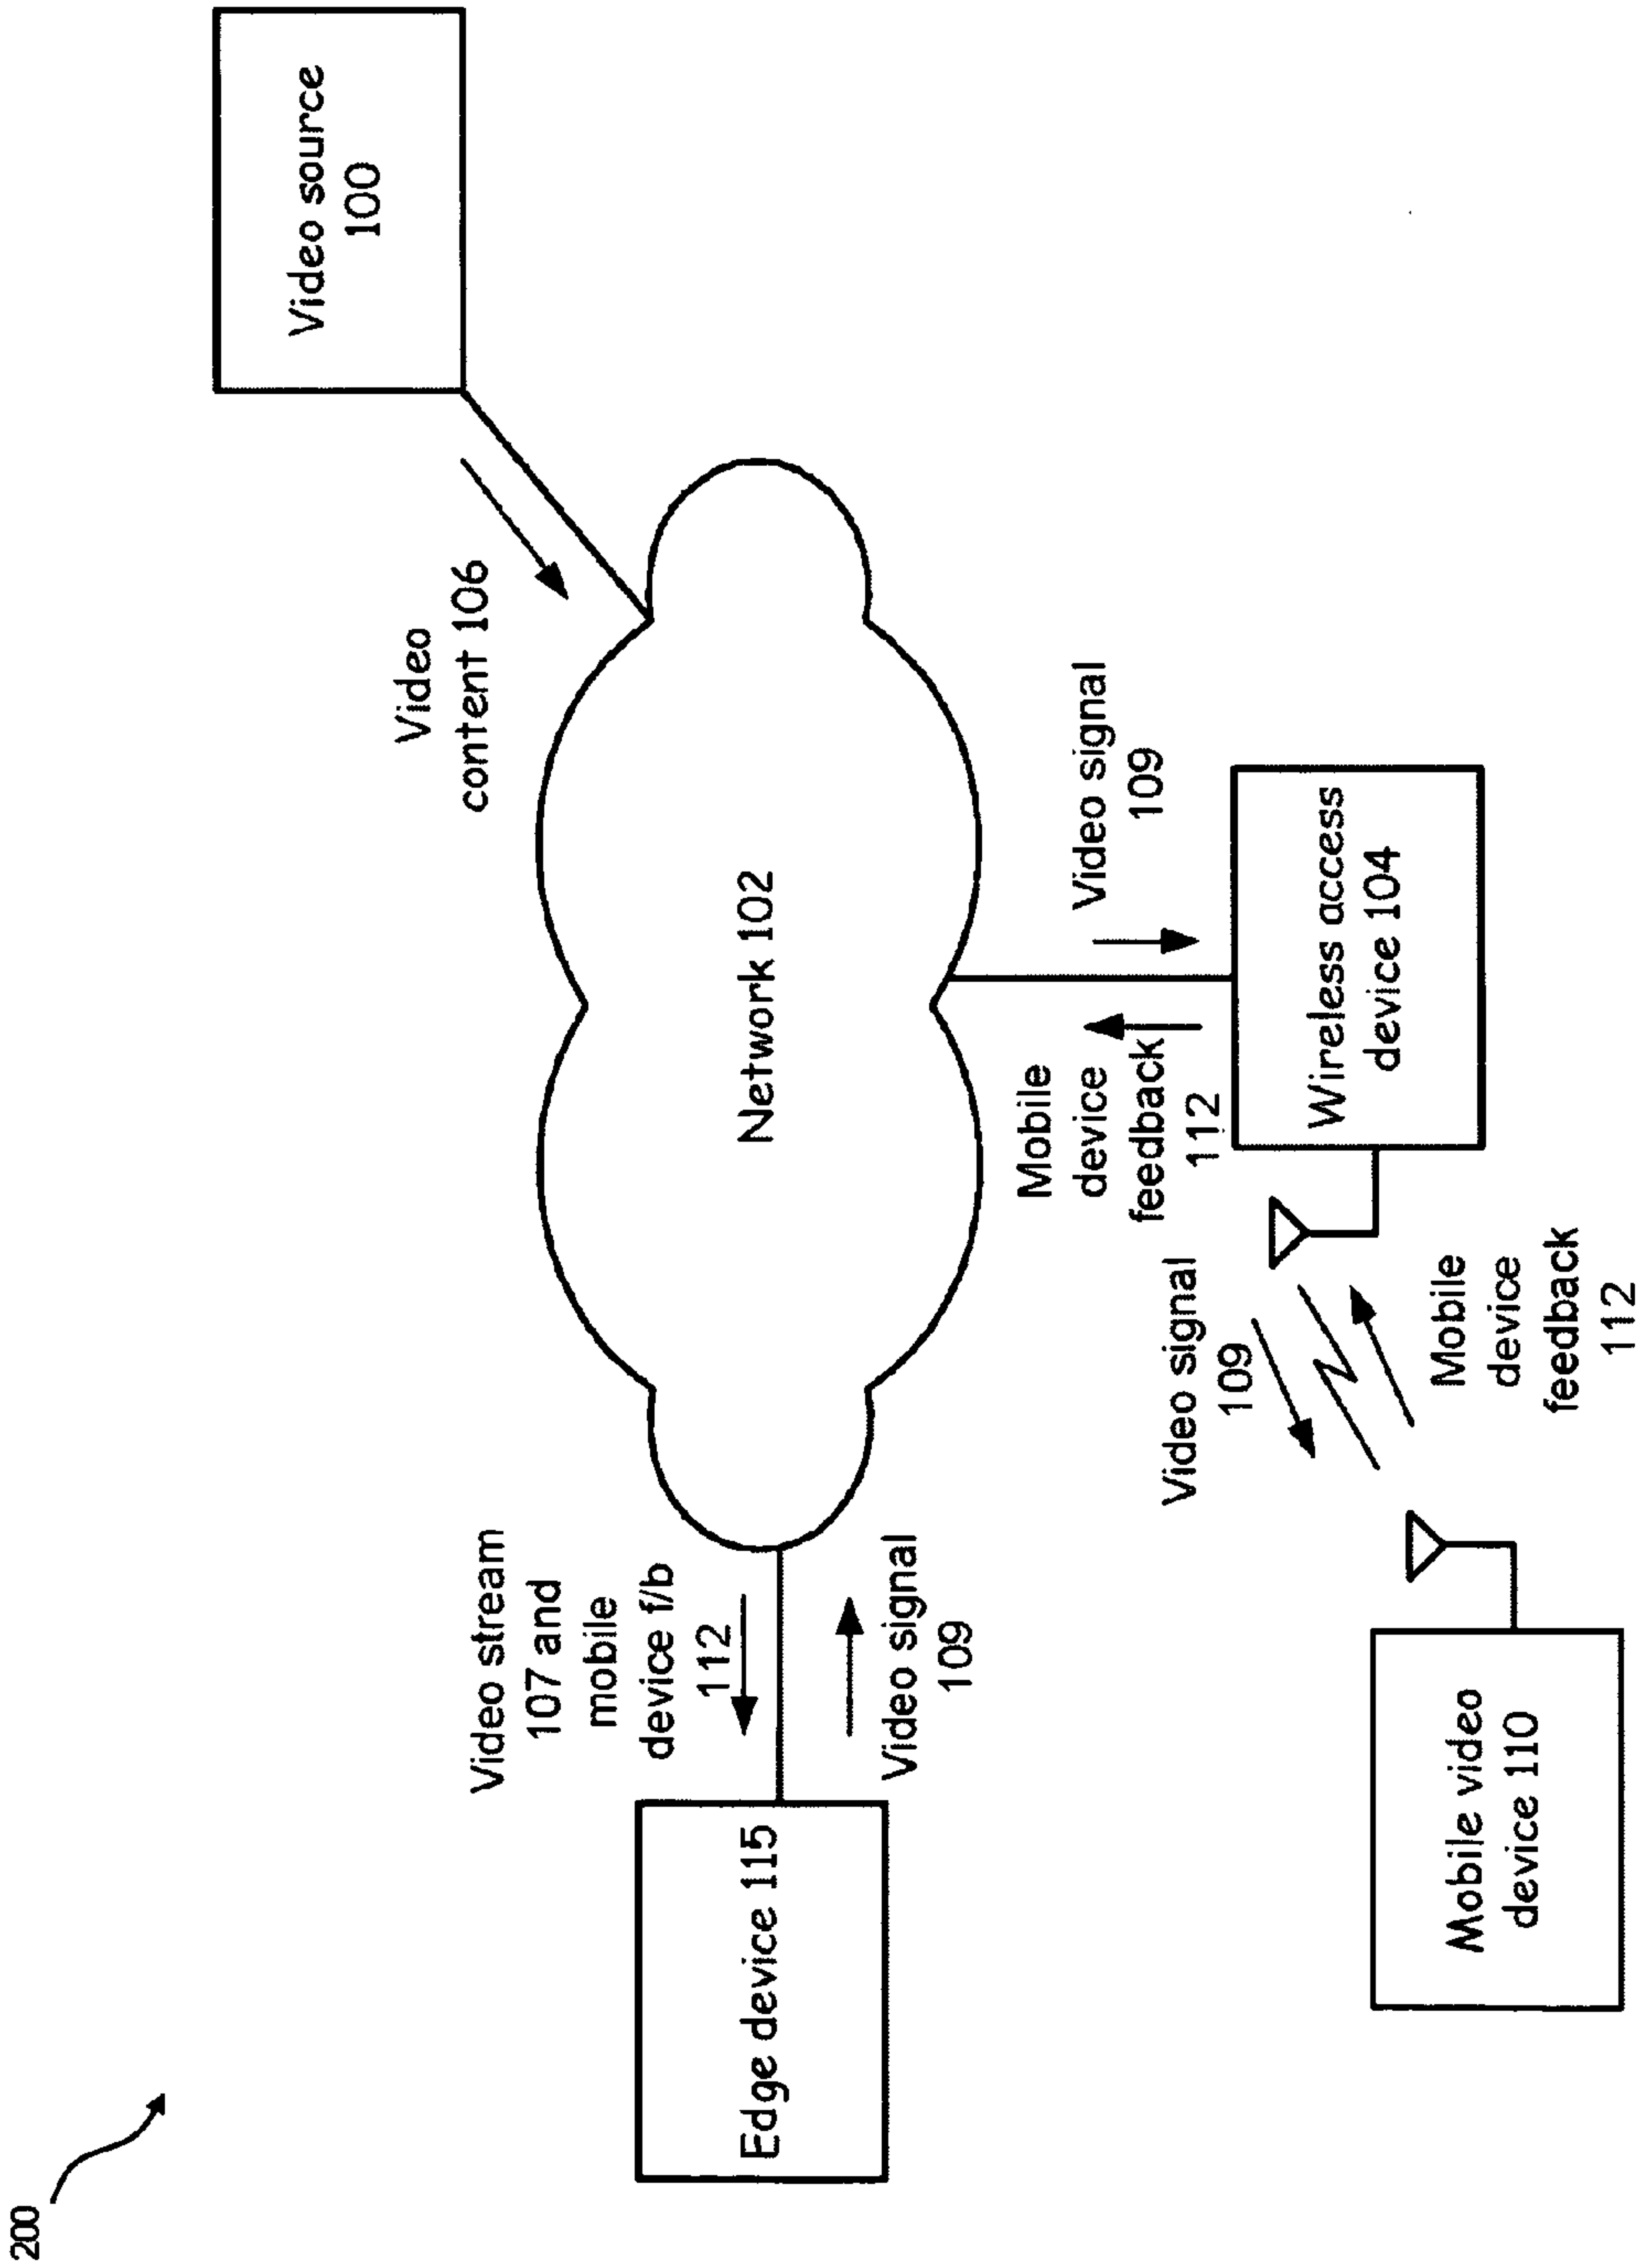 200
Video source
100
Video
content 106
Network 102
Video stream
107 and
mobile
device f/b
112
Video signal
109
Edge device 115
Video signal
109
Mobile
device
feedback
112
Wireless access
device 104
Video signal
109
Mobile
device
feedback
112
Mobile video
device 110